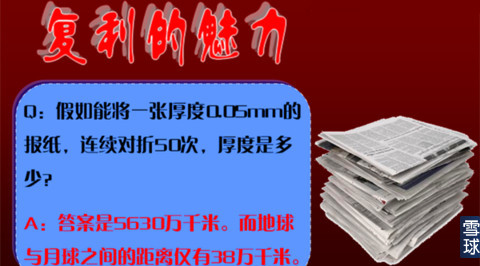 复利的魅力
Q：假如能将一张厚度0.05mm的
报纸，连续对折50次，厚度是多
少?
A：答案是5630万千米。而地球
与月球之间的距离仅有38万千米。
雪
球